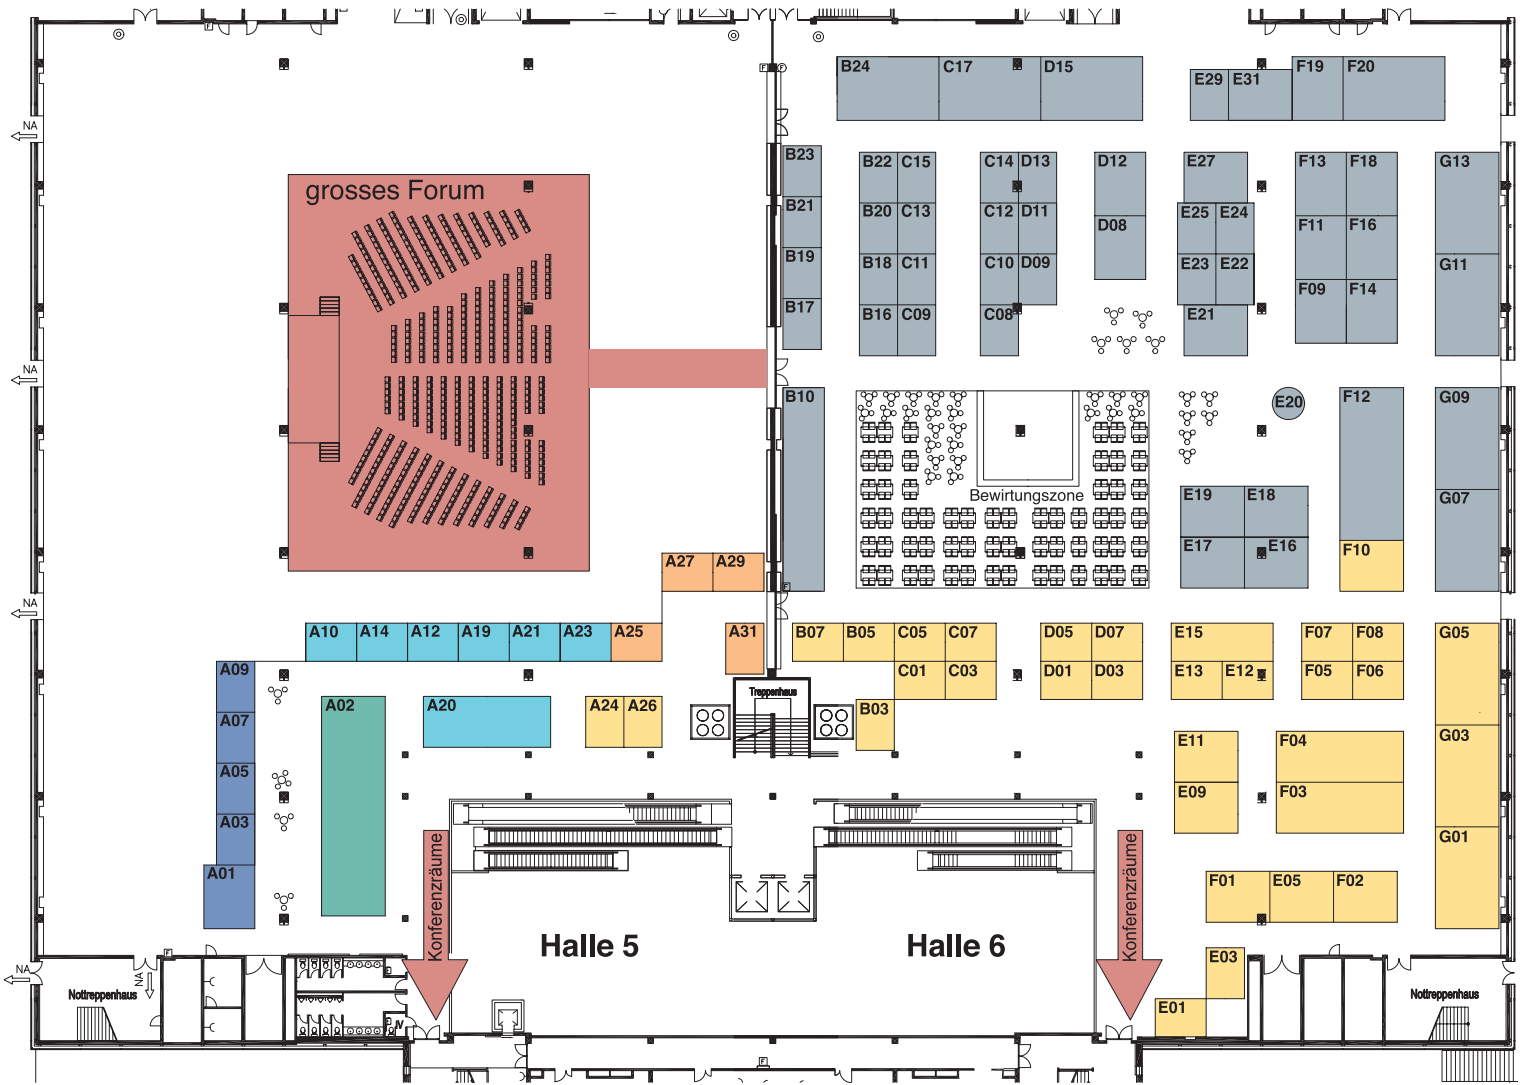 B24 C17 D15
E29 E31 F19 F20
B23 B22 C15 C14 D13 D12 E27 F13 F18 G13
grosses Forum
B21 B20 C13 C12 D11 D08 E25 E24 F11 F16
B19 B18 C11 C10 D09 E23 E22 G11
F09 F14
B17 B16 C09 C08 E21
B10 E20 F12 G09
Bewirtungszone
E19 E18 G07
E17 E16 F10
A27 A29
A10 A14 A12 A19 A21 A23 A25 A31 B07 B05 C05 C07 D05 D07 E15 F07 F08 G05
A09 C01 C03 D01 D03 E13 E12 F05 F06
Treppenhaus
A02 A20 A24 A26 B03
A07 E11 F04 G03
A05 E09 F03
A03
Konferenzräume Konferenzräume
G01
A01 F01 E05 F02
Halle 5 Halle 6
E03
Nottreppenhaus Nottreppenhaus
E01
NA
NA
NA
NA
NA
F
F
F
F
F